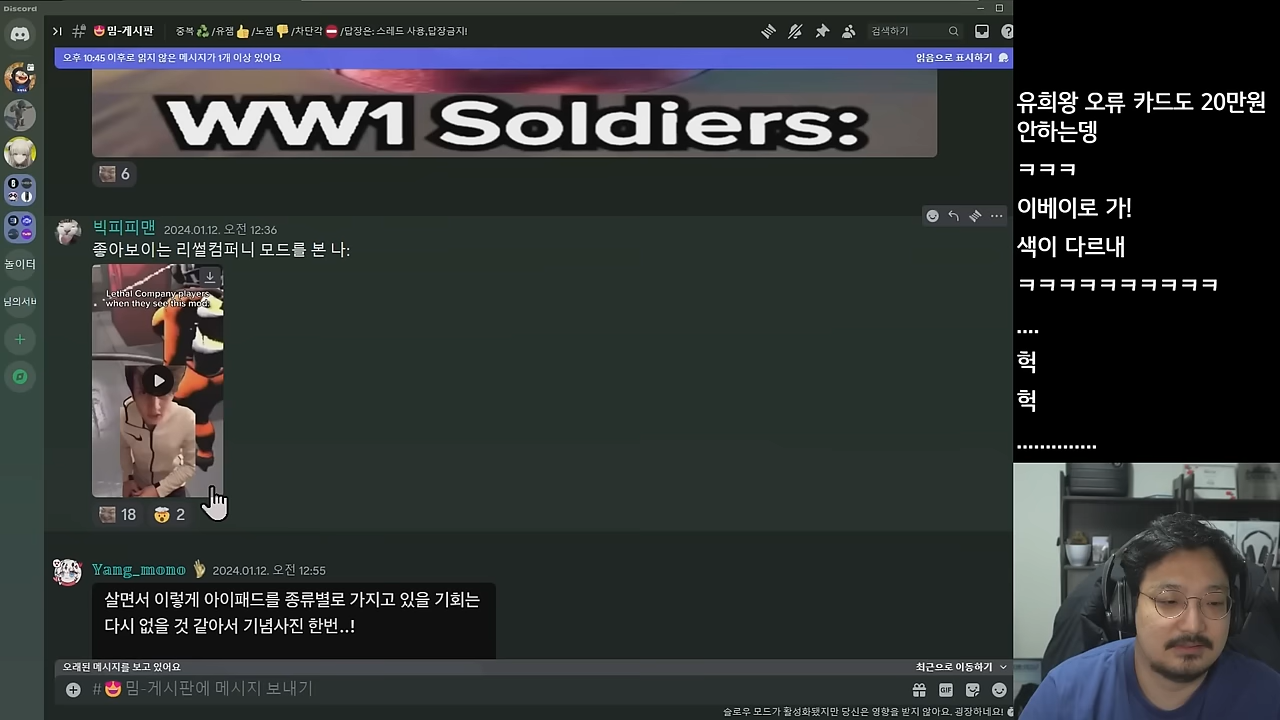 Discord
#😍밈-게시판
중복♻️/유잼👍/노잼👎/차단각⛔/답장은: 스레드 사용,답장금지!
검색하기
오후 10:45 이후로 읽지 않은 메시지가 1개 이상 있어요
읽음으로 표시하기
WW1 Soldiers:
6
빅피피맨 2024.01.12. 오전 12:36
좋아보이는 리썰컴퍼니 모드를 본 나:
Lethal Company players
when they see this mod:
18 🤯 2
Yang_mono 2024.01.12. 오전 12:55
살면서 이렇게 아이패드를 종류별로 가지고 있을 기회는
다시 없을 것 같아서 기념사진 한번..!
오래된 메시지를 보고 있어요
최근으로 이동하기
#😍밈-게시판에 메시지 보내기
GIF
슬로우 모드가 활성화됐지만 당신은 영향을 받지 않아요. 굉장하네요!
놀이터
님의서버
유희왕 오류 카드도 20만원
안하는뎅
ㅋㅋㅋ
이베이로 가!
색이 다르내
ㅋㅋㅋㅋㅋㅋㅋㅋㅋㅋ
....
헉
헉
..............